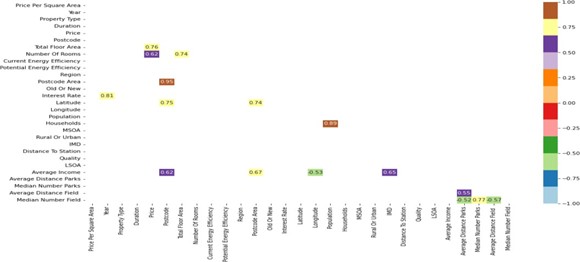 Price Per Square Area
Year
Property Type
Duration
Price
Postcode
Total Floor Area 0.76
Number Of Rooms 0.62 0.74
Current Energy Efficiency
Potential Energy Efficiency
Region
Postcode Area 0.95
Old Or New
Interest Rate 0.81
Latitude 0.75 0.74
Longitude
Population
Households 0.89
MSOA
Rural Or Urban
IMD
Distance To Station
Quality
LSOA
Average Income 0.62 0.67 -0.53 0.65
Average Distance Parks
Median Number Parks
Average Distance Field 0.55
Median Number Field -0.52 0.77 -0.57
Price Per Square Area
Year
Property Type
Duration
Price
Postcode
Total Floor Area
Number Of Rooms
Current Energy Efficiency
Potential Energy Efficiency
Region
Postcode Area
Old Or New
Interest Rate
Latitude
Longitude
Population
Households
MSOA
Rural Or Urban
IMD
Distance To Station
Quality
LSOA
Average Income
Average Distance Parks
Median Number Parks
Average Distance Field
Median Number Field
1.00
0.75
0.50
0.25
0.00
−0.25
−0.50
−0.75
−1.00